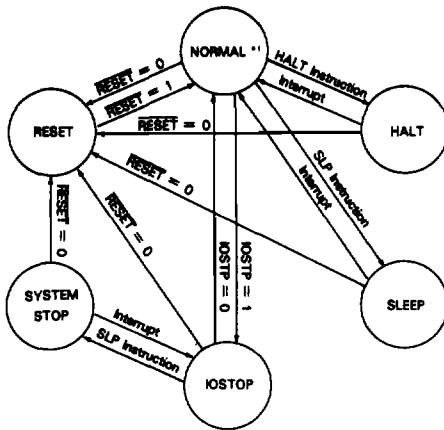 NORMAL *1
RESET = 0
RESET = 1
HALT Instruction
Interrupt
RESET
HALT
RESET = 0
RESET = 0
SLP Instruction
Interrupt
RESET = 0
RESET = 0
IOSTP = 0
IOSTP = 1
SYSTEM
STOP
SLEEP
Interrupt
SLP Instruction
IOSTOP